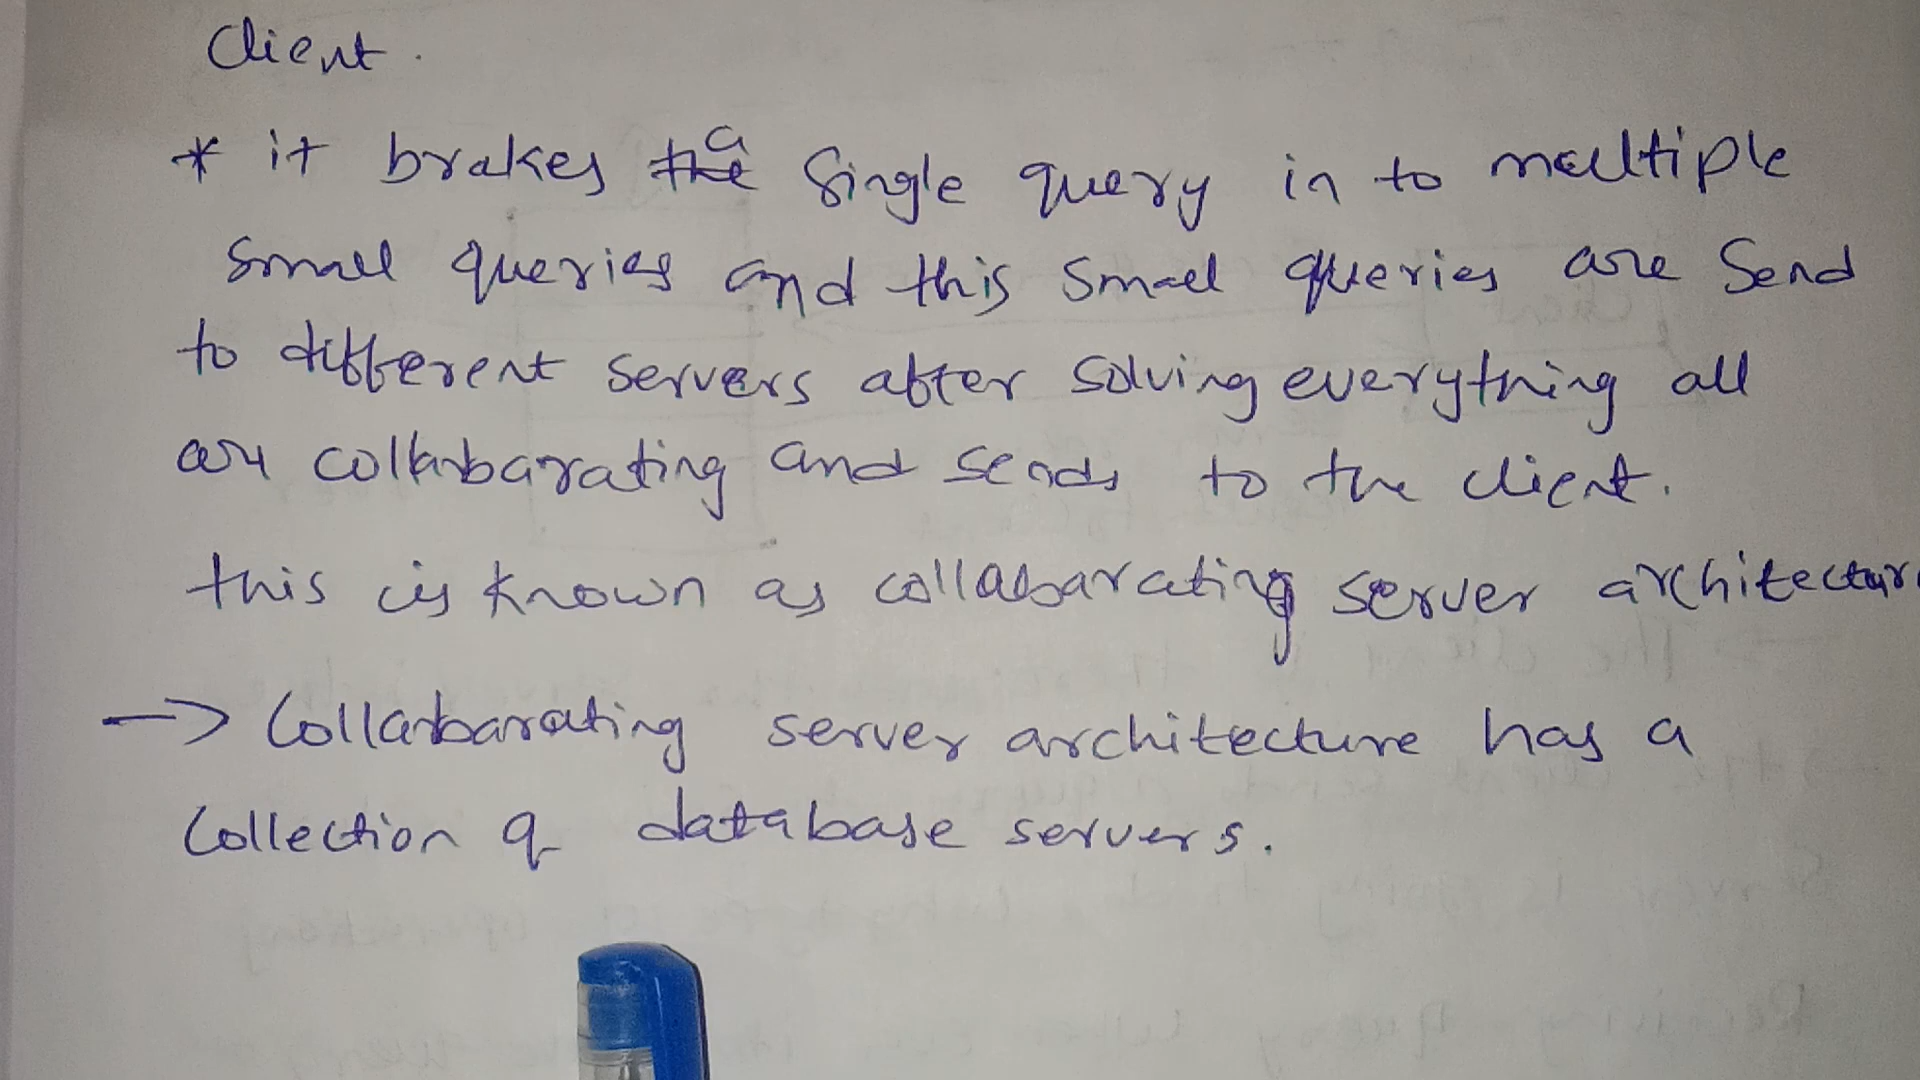 Client.
* it brakes a single query in to multiple
small queries and this small queries are Send
to different servers after solving everything all
are collabarating and sends to the client.
this is known as collabarating server architecture
-> Collabarating server architecture has a
Collection of database servers.